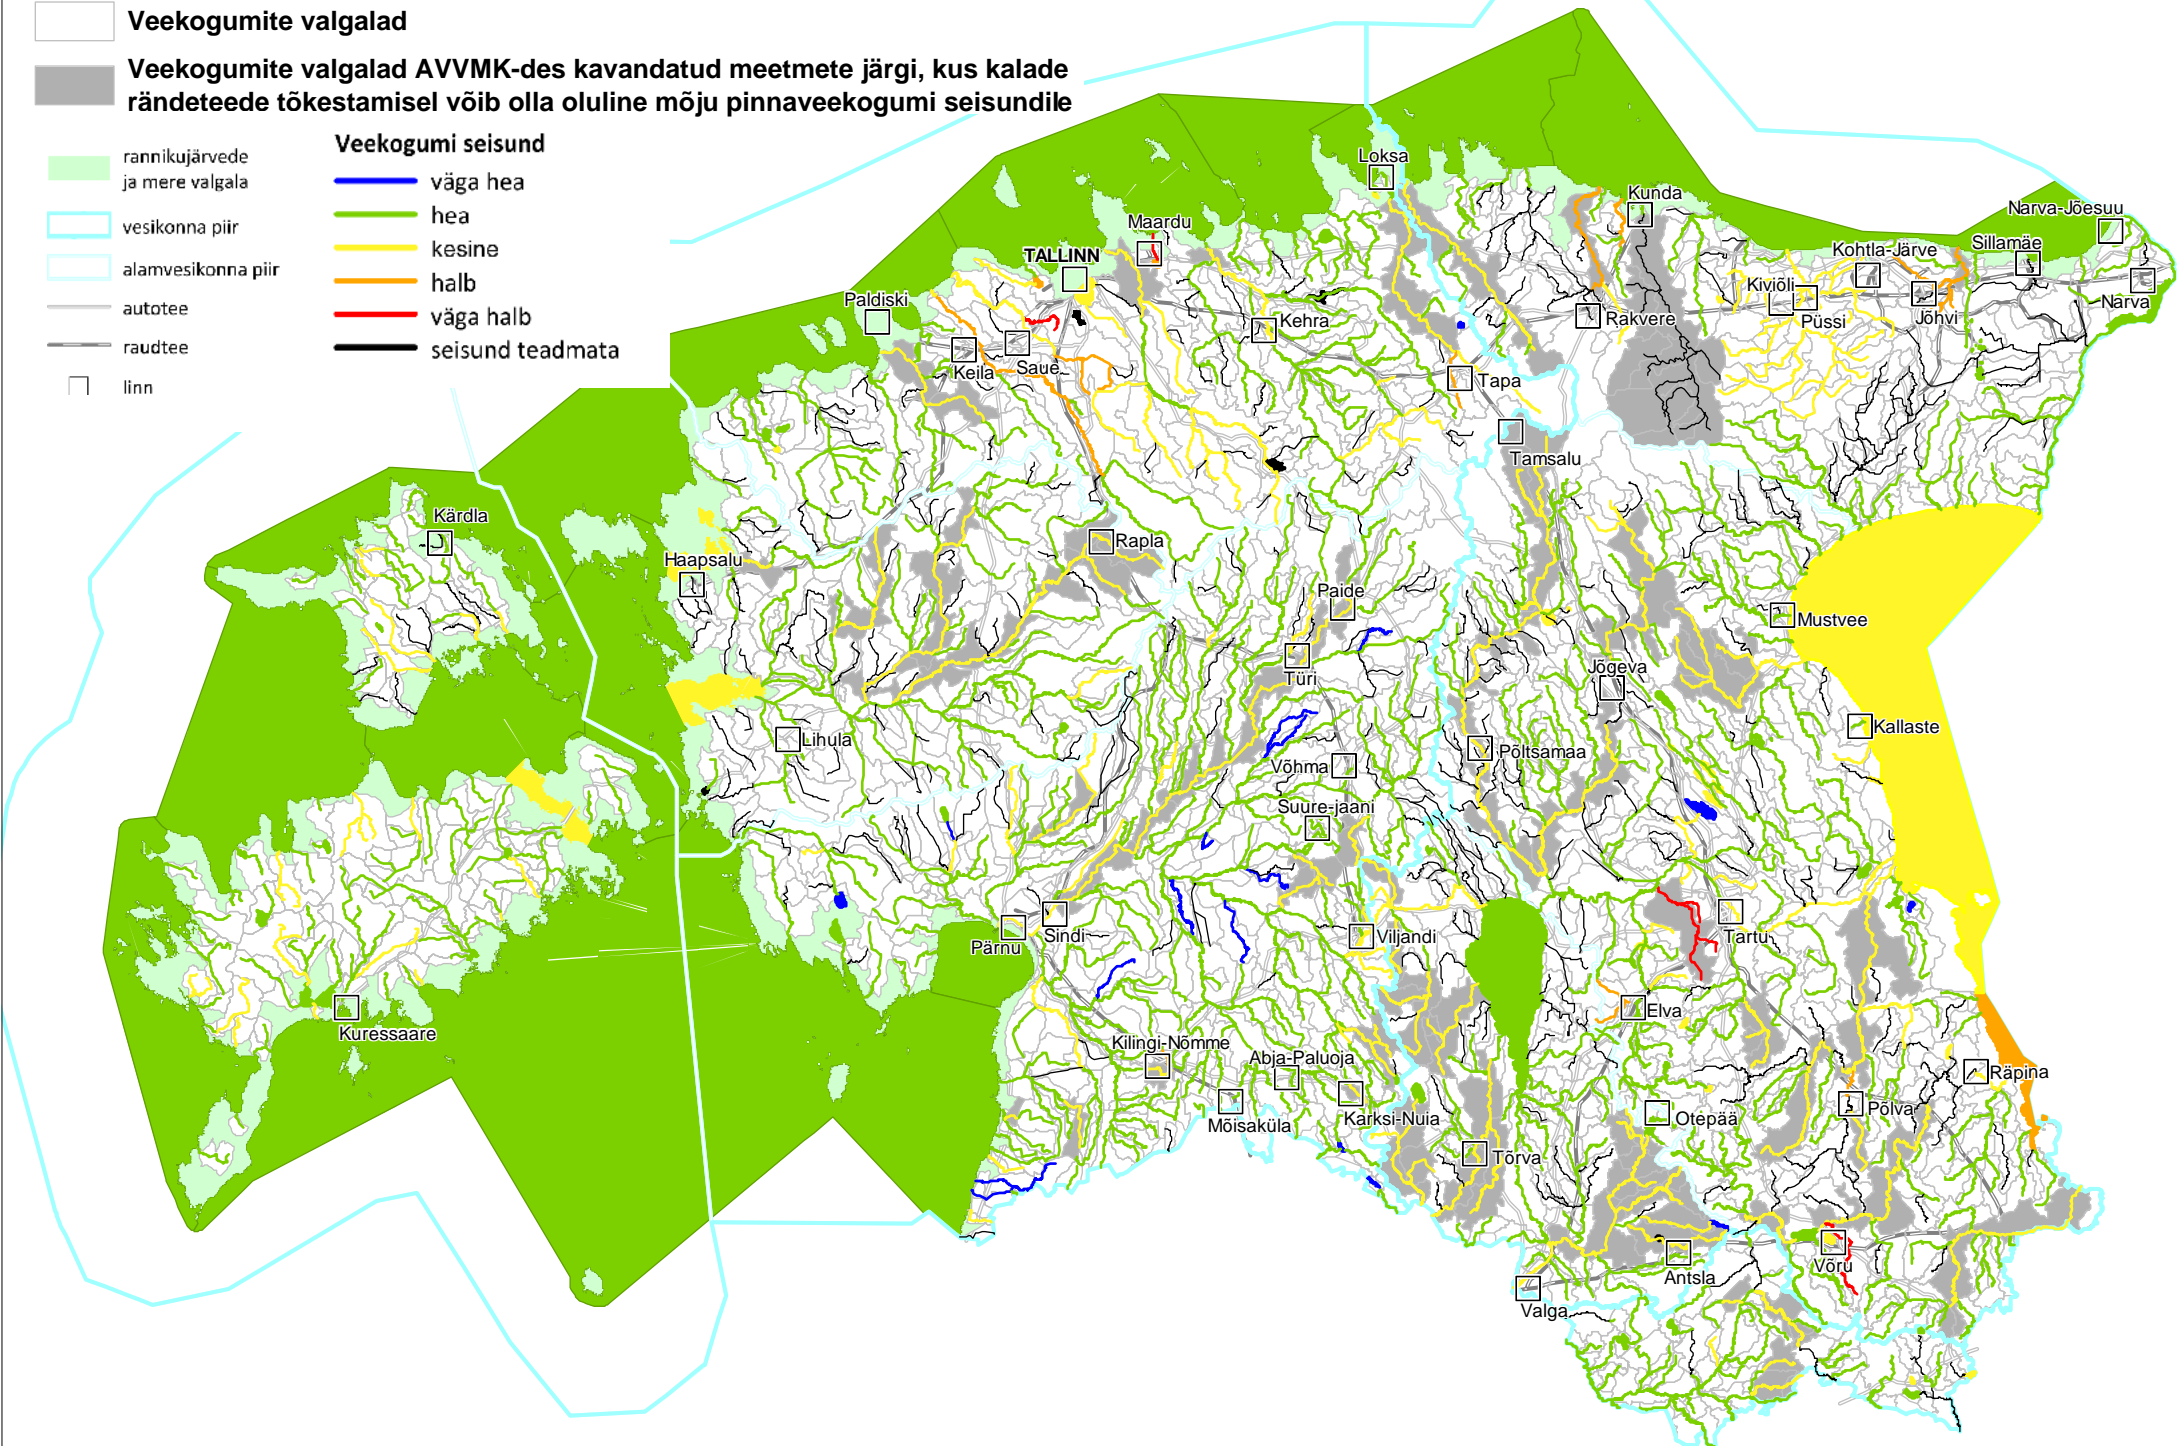 Veekogumite valgalad
Veekogumite valgalad AVVMK-des kavandatud meetmete järgi, kus kalade
rändeteede tõkestamisel võib olla oluline mõju pinnaveekogumi seisundile
rannikujärvede
ja mere valgala
vesikonna piir
alamvesikonna piir
autotee
raudtee
linn
Veekogumi seisund
väga hea
hea
kesine
halb
väga halb
seisund teadmata
Loksa
Kunda
Narva-Jõesuu
Maardu
TALLINN
Kohtla-Järve
Sillamäe
Paldiski
Kiviõli
Narva
Kehra
Rakvere
Püssi
Jõhvi
Keila
Saue
Tapa
Tamsalu
Kärdla
Rapla
Haapsalu
Paide
Mustvee
Türi
Jõgeva
Kallaste
Lihula
Põltsamaa
Võhma
Suure-jaani
Pärnu
Sindi
Viljandi
Tartu
Elva
Kuressaare
Kilingi-Nõmme
Abja-Paluoja
Räpina
Mõisaküla
Karksi-Nuia
Otepää
Põlva
Tõrva
Võru
Antsla
Valga